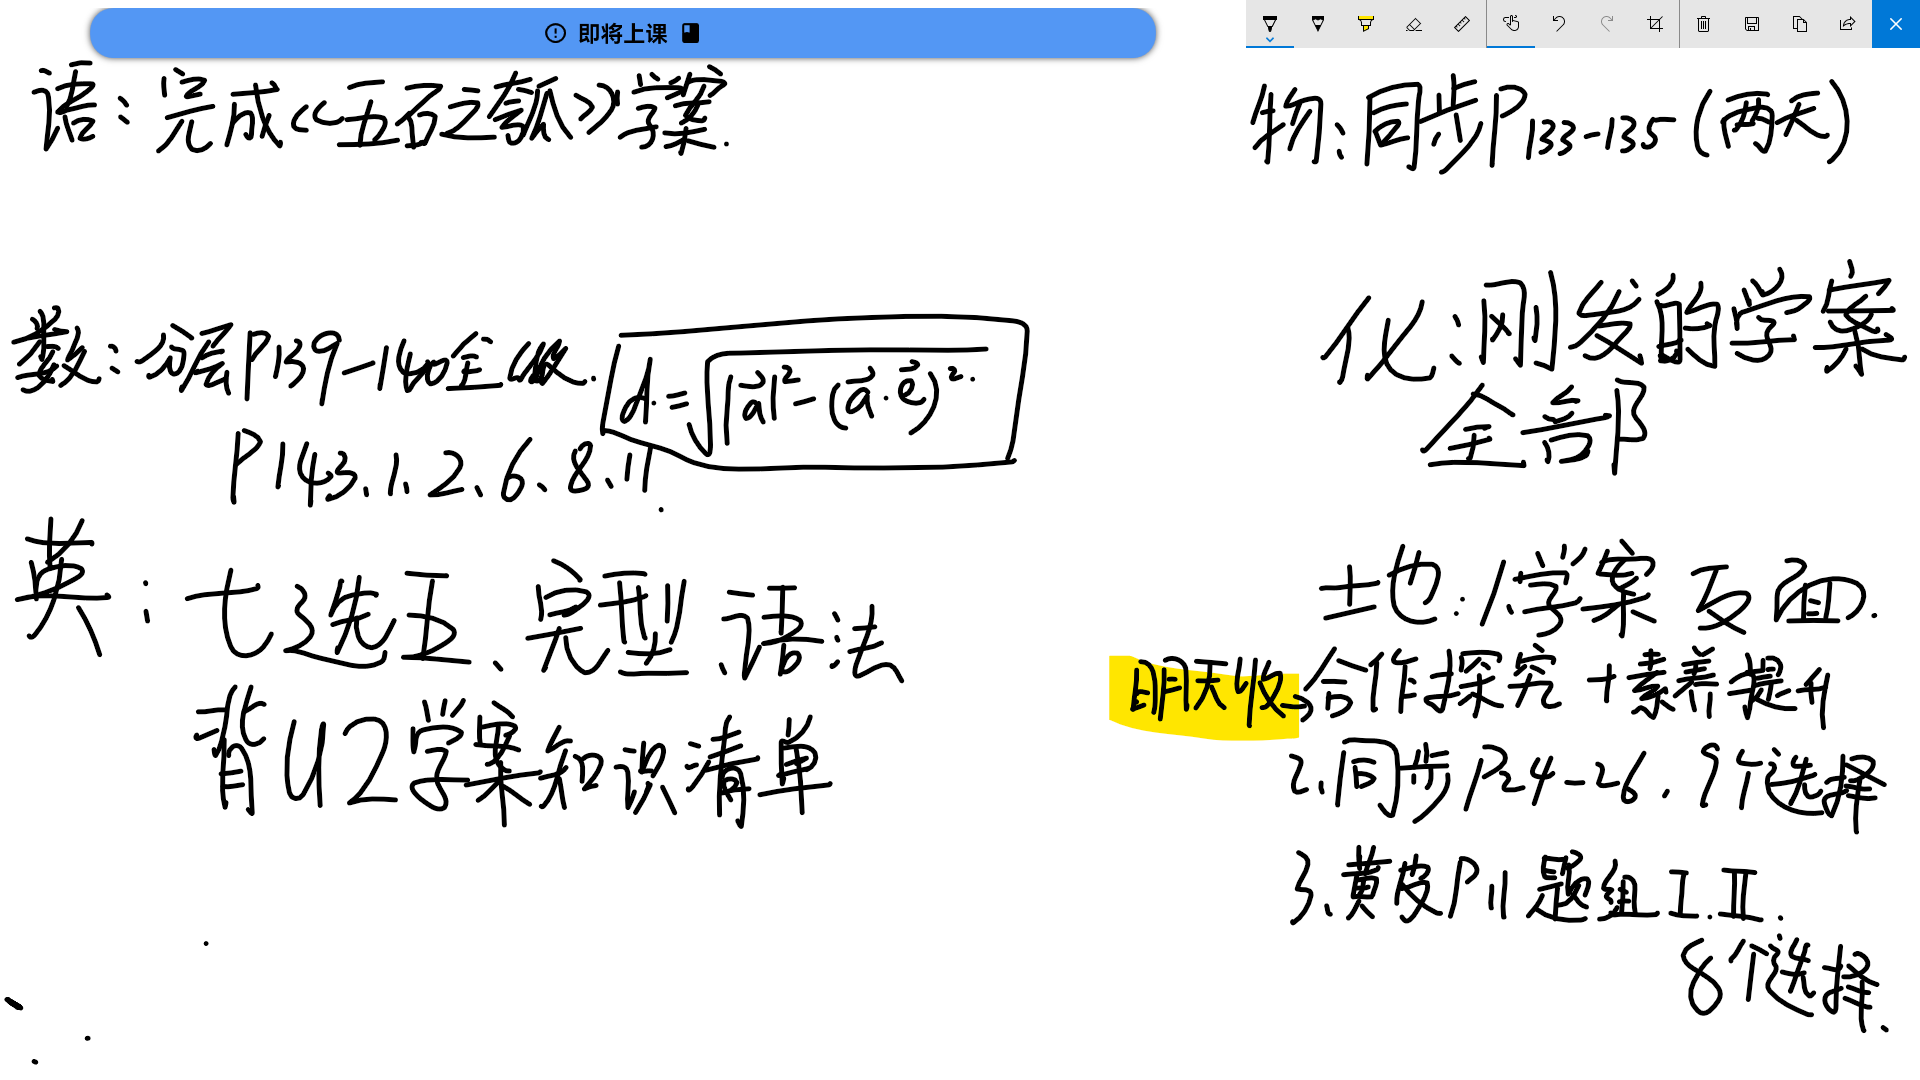 即将上课
语：完成《五石之瓠》学案.
数：分层P139-140全做.
d=√|a⃗|²-(a⃗·e⃗)².
P143、1、2、6、8、11.
英：七选五、完型、语法
背U2学案知识清单
物：同步P133-135(两天)
化：刚发的学案
全部
地：1.学案反面.
明天收→合作探究+素养提升
2.同步P24-26.9个选择
3.黄皮P11题组Ⅰ.Ⅱ.
8个选择.